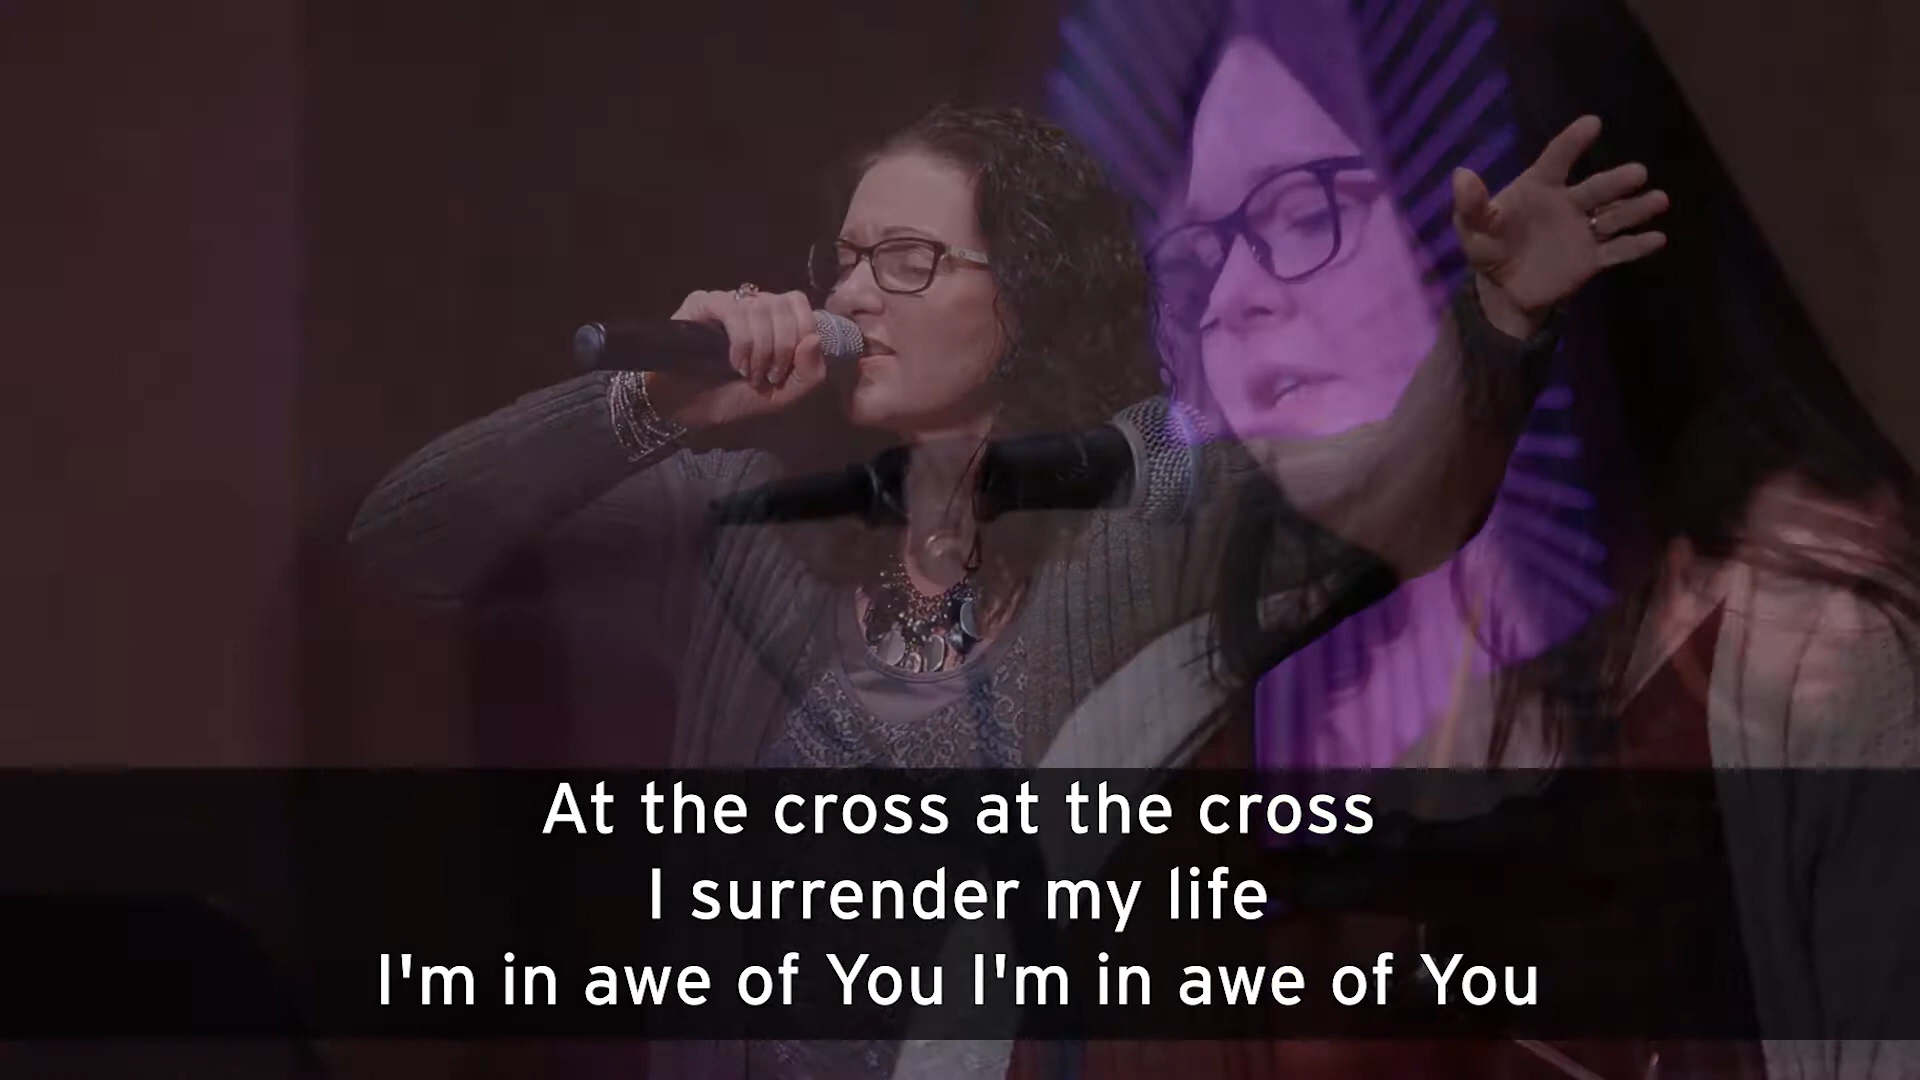 At the cross at the cross
I surrender my life
I'm in awe of You I'm in awe of You